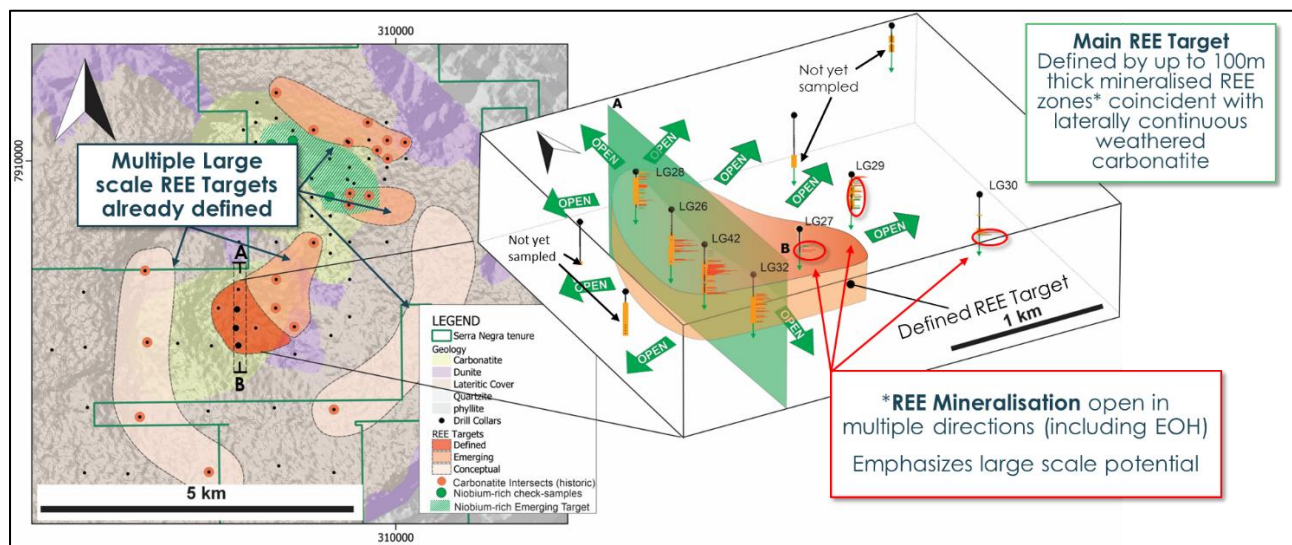 310000
7910000
Multiple Large
scale REE Targets
already defined
A
B
5 km
310000
LEGEND
Serra Negra tenure
Geology
Carbonatite
Dunite
Lateritic Cover
Quartzite
phyllite
Drill Collars
REE Targets
Defined
Emerging
Conceptual
Carbonatite Intersects (historic)
Niobium-rich check-samples
Niobium-rich Emerging Target
Not yet
sampled
A
OPEN
OPEN
OPEN
OPEN
OPEN
OPEN
OPEN
OPEN
OPEN
LG28
LG26
LG42
LG32
LG27
B
LG29
LG30
Not yet
sampled
Defined REE Target
1 km
Main REE Target
Defined by up to 100m
thick mineralised REE
zones* coincident with
laterally continuous
weathered
carbonatite
*REE Mineralisation open in
multiple directions (including EOH)
Emphasizes large scale potential